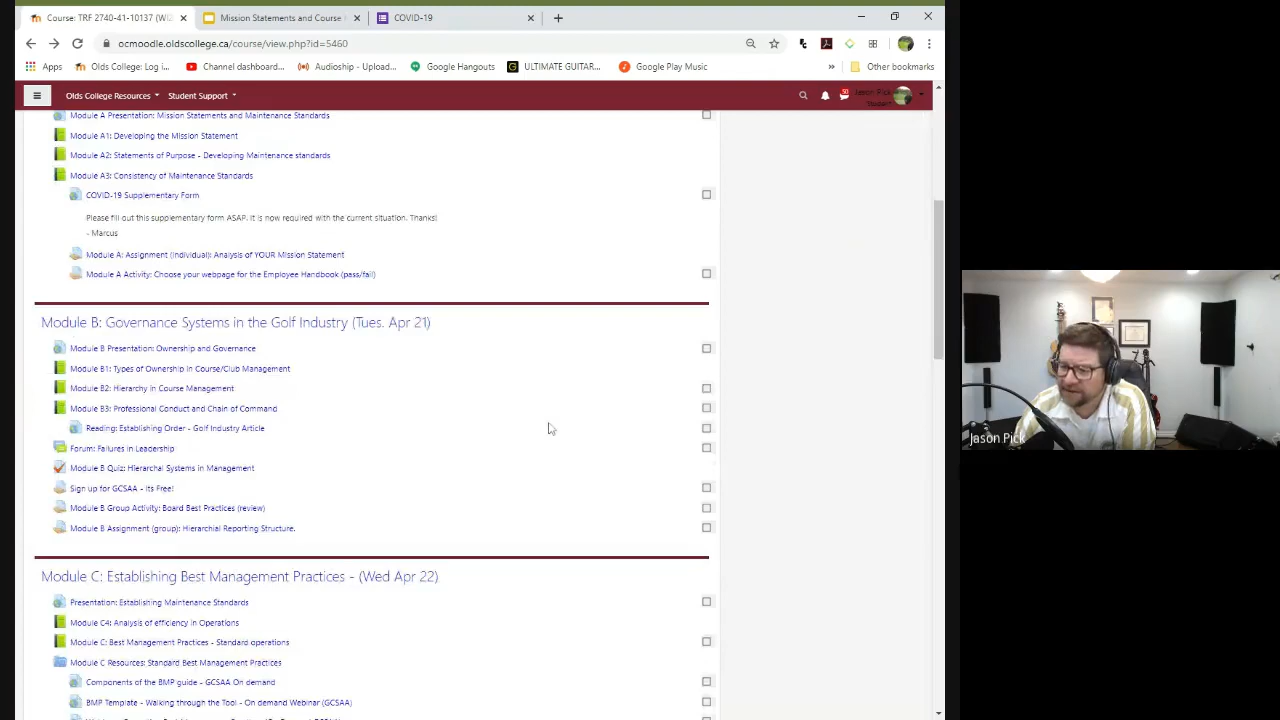 Course: TRF 2740-41-10137 (WI
Mission Statements and Course
COVID-19
ocmoodle.oldscollege.ca/course/view.php?id=5460
Apps
Olds College: Log i...
Channel dashboard...
Audioship - Upload...
Google Hangouts
ULTIMATE GUITAR...
Google Play Music
»
Other bookmarks
Olds College Resources
Student Support
Jason Pick
Student
Module A Presentation: Mission Statements and Maintenance Standards
Module A1: Developing the Mission Statement
Module A2: Statements of Purpose - Developing Maintenance standards
Module A3: Consistency of Maintenance Standards
COVID-19 Supplementary Form
Please fill out this supplementary form ASAP. It is now required with the current situation. Thanks!
~ Marcus
Module A: Assignment (Individual): Analysis of YOUR Mission Statement
Module A Activity: Choose your webpage for the Employee Handbook (pass/fail)
Module B: Governance Systems in the Golf Industry (Tues. Apr 21)
Module B Presentation: Ownership and Governance
Module B1: Types of Ownership in Course/Club Management
Module B2: Hierarchy in Course Management
Module B3: Professional Conduct and Chain of Command
Reading: Establishing Order - Golf Industry Article
Forum: Failures in Leadership
Module B Quiz: Hierarchal Systems in Management
Sign up for GCSAA - Its Free!
Module B Group Activity: Board Best Practices (review)
Module B Assignment (group): Hierarchial Reporting Structure.
Module C: Establishing Best Management Practices - (Wed Apr 22)
Presentation: Establishing Maintenance Standards
Module C4: Analysis of efficiency in Operations
Module C: Best Management Practices - Standard operations
Module C Resources: Standard Best Management Practices
Components of the BMP guide - GCSAA On demand
BMP Template - Walking through the Tool - On demand Webinar (GCSAA)
Jason Pick